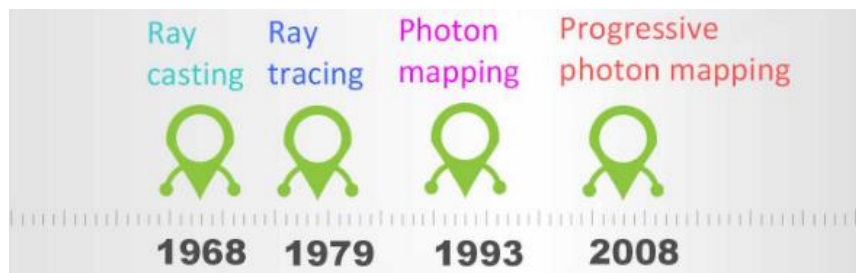 Ray casting
Ray tracing
Photon mapping
Progressive photon mapping
1968 1979 1993 2008